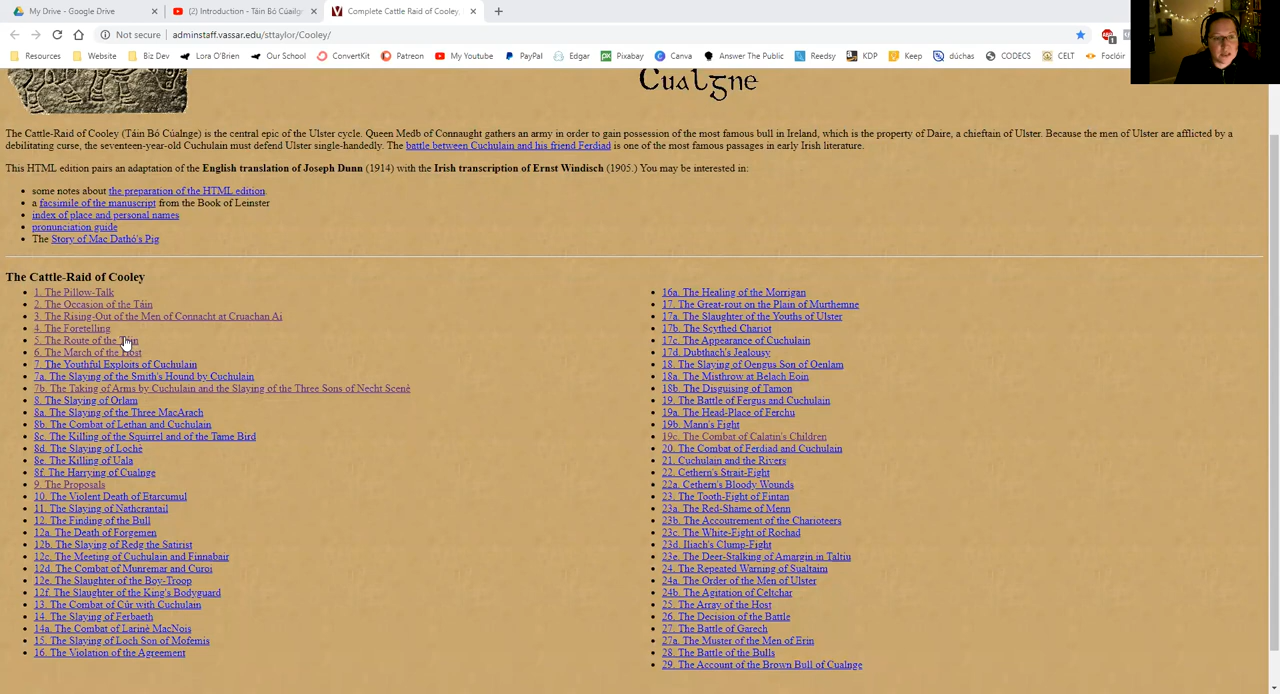 My Drive - Google Drive
(2) Introduction - Táin Bó Cúailg
Complete Cattle Raid of Cooley,
Not secure
adminstaff.vassar.edu/sttaylor/Cooley/
Resources
Website
Biz Dev
Lora O'Brien
Our School
ConvertKit
Patreon
My Youtube
PayPal
Edgar
Pixabay
Canva
Answer The Public
Reedsy
KDP
Keep
dúchas
CODECS
CELT
Foclói
Cualgne
The Cattle-Raid of Cooley (Táin Bó Cúalnge) is the central epic of the Ulster cycle. Queen Medb of Connaught gathers an army in order to gain possession of the most famous bull in Ireland, which is the property of Daire, a chieftain of Ulster. Because the men of Ulster are afflicted by a
debilitating curse, the seventeen-year-old Cuchulain must defend Ulster single-handedly. The battle between Cuchulain and his friend Ferdiad is one of the most famous passages in early Irish literature.
This HTML edition pairs an adaptation of the English translation of Joseph Dunn (1914) with the Irish transcription of Ernst Windisch (1905.) You may be interested in:
some notes about the preparation of the HTML edition.
a facsimile of the manuscript from the Book of Leinster
index of place and personal names
pronunciation guide
The Story of Mac Dathó's Pig
The Cattle-Raid of Cooley
1. The Pillow-Talk
2. The Occasion of the Táin
3. The Rising-Out of the Men of Connacht at Cruachan Ai
4. The Foretelling
5. The Route of the Táin
6. The March of the Host
7. The Youthful Exploits of Cuchulain
7a. The Slaying of the Smith's Hound by Cuchulain
7b. The Taking of Arms by Cuchulain and the Slaying of the Three Sons of Necht Scenè
8. The Slaying of Orlam
8a. The Slaying of the Three MacArach
8b. The Combat of Lethan and Cuchulain
8c. The Killing of the Squirrel and of the Tame Bird
8d. The Slaying of Lochè
8e. The Killing of Uala
8f. The Harrying of Cualnge
9. The Proposals
10. The Violent Death of Etarcumul
11. The Slaying of Nathcrantail
12. The Finding of the Bull
12a. The Death of Forgemen
12b. The Slaying of Redg the Satirist
12c. The Meeting of Cuchulain and Finnabair
12d. The Combat of Munremar and Curoi
12e. The Slaughter of the Boy-Troop
12f. The Slaughter of the King's Bodyguard
13. The Combat of Cúr with Cuchulain
14. The Slaying of Ferbaeth
14a. The Combat of Larinè MacNois
15. The Slaying of Loch Son of Mofemis
16. The Violation of the Agreement
16a. The Healing of the Morrigan
17. The Great-rout on the Plain of Murthemne
17a. The Slaughter of the Youths of Ulster
17b. The Scythed Chariot
17c. The Appearance of Cuchulain
17d. Dubthach's Jealousy
18. The Slaying of Oengus Son of Oenlam
18a. The Misthrow at Belach Eoin
18b. The Disguising of Tamon
19. The Battle of Fergus and Cuchulain
19a. The Head-Place of Ferchu
19b. Mann's Fight
19c. The Combat of Calatin's Children
20. The Combat of Ferdiad and Cuchulain
21. Cuchulain and the Rivers
22. Cethern's Strait-Fight
22a. Cethern's Bloody Wounds
23. The Tooth-Fight of Fintan
23a. The Red-Shame of Menn
23b. The Accoutrement of the Charioteers
23c. The White-Fight of Rochad
23d. Iliach's Clump-Fight
23e. The Deer-Stalking of Amargin in Taltiu
24. The Repeated Warning of Sualtaim
24a. The Order of the Men of Ulster
24b. The Agitation of Celtchar
25. The Array of the Host
26. The Decision of the Battle
27. The Battle of Garech
27a. The Muster of the Men of Erin
28. The Battle of the Bulls
29. The Account of the Brown Bull of Cualnge